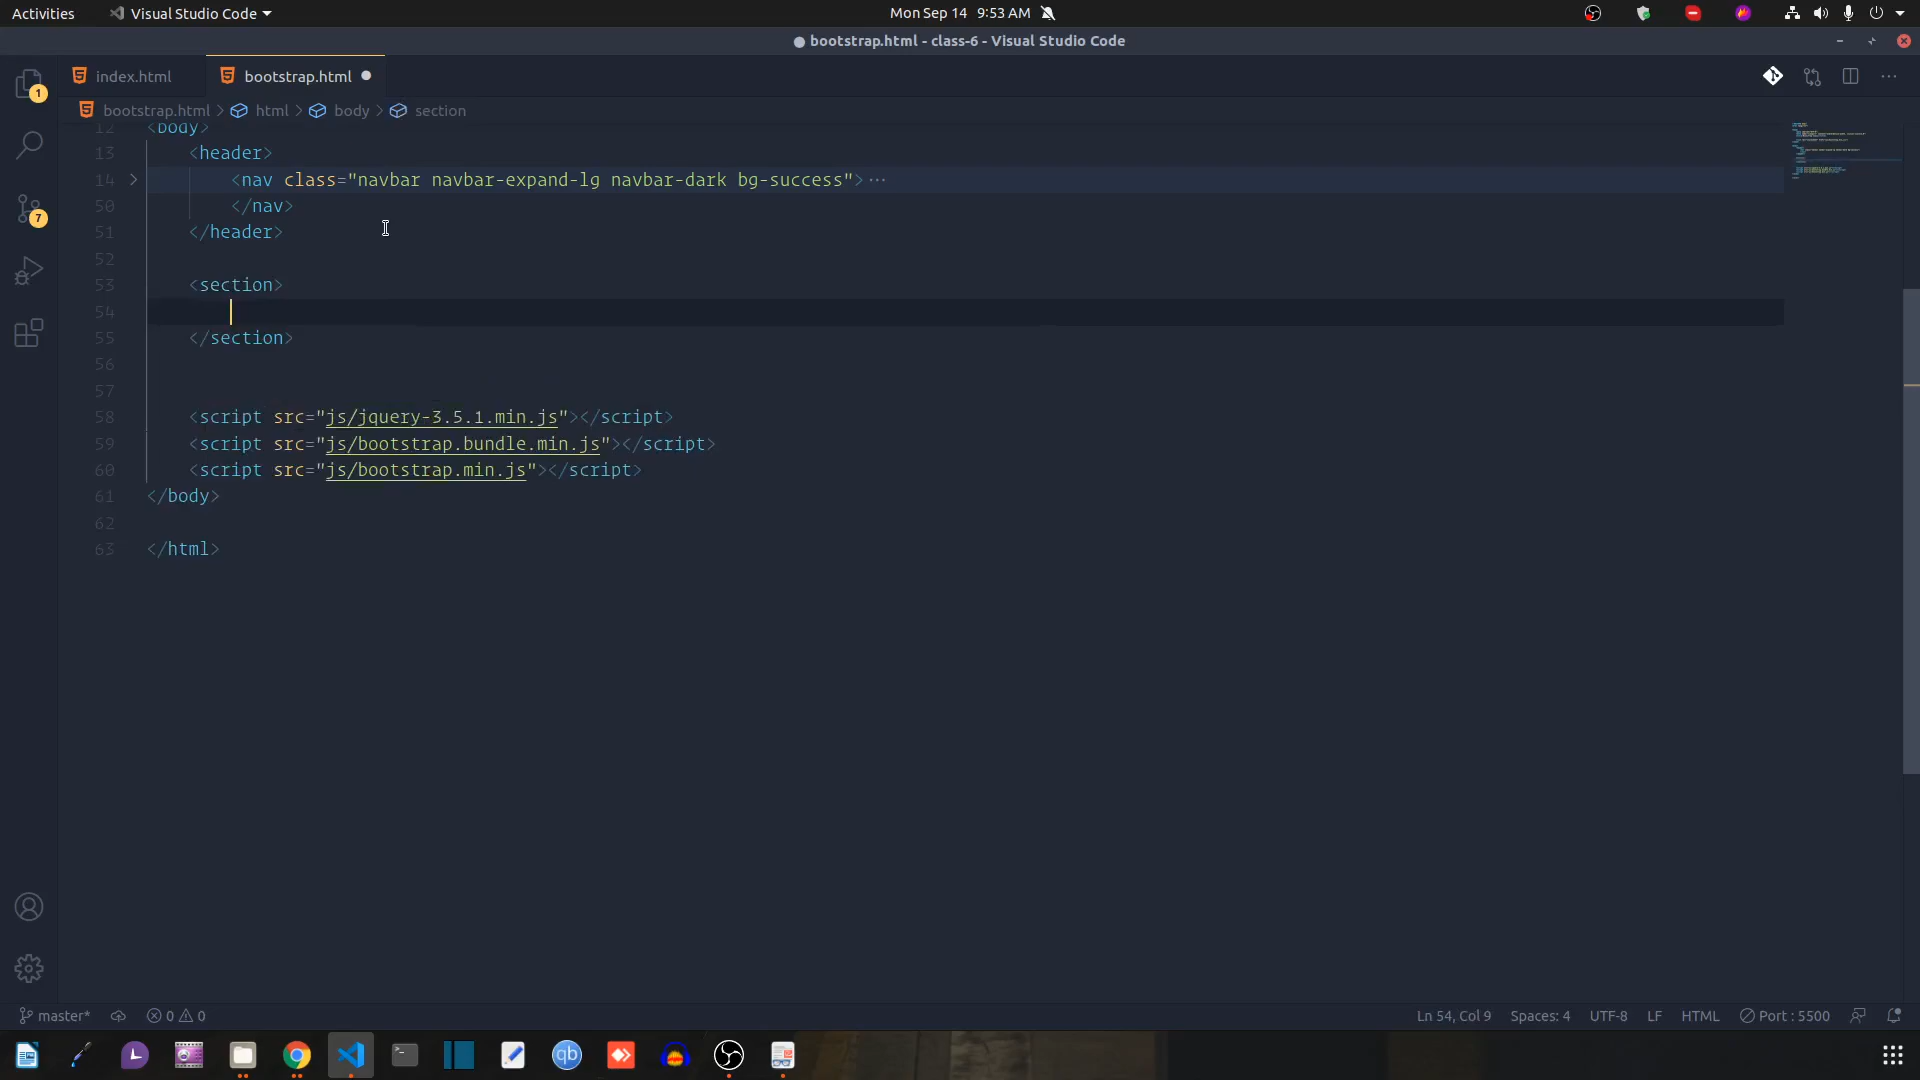 Activities
Visual Studio Code
Mon Sep 14 9:53 AM
● bootstrap.html - class-6 - Visual Studio Code
index.html
bootstrap.html
bootstrap.html > html > body > section
1
7
12 <body>
13 <header>
14 <nav class="navbar navbar-expand-lg navbar-dark bg-success">···
50 </nav>
51 </header>
52
53 <section>
54
55 </section>
56
57
58 <script src="js/jquery-3.5.1.min.js"></script>
59 <script src="js/bootstrap.bundle.min.js"></script>
60 <script src="js/bootstrap.min.js"></script>
61 </body>
62
63 </html>
master*
0 0
Ln 54, Col 9
Spaces: 4
UTF-8
LF
HTML
Port : 5500
qb